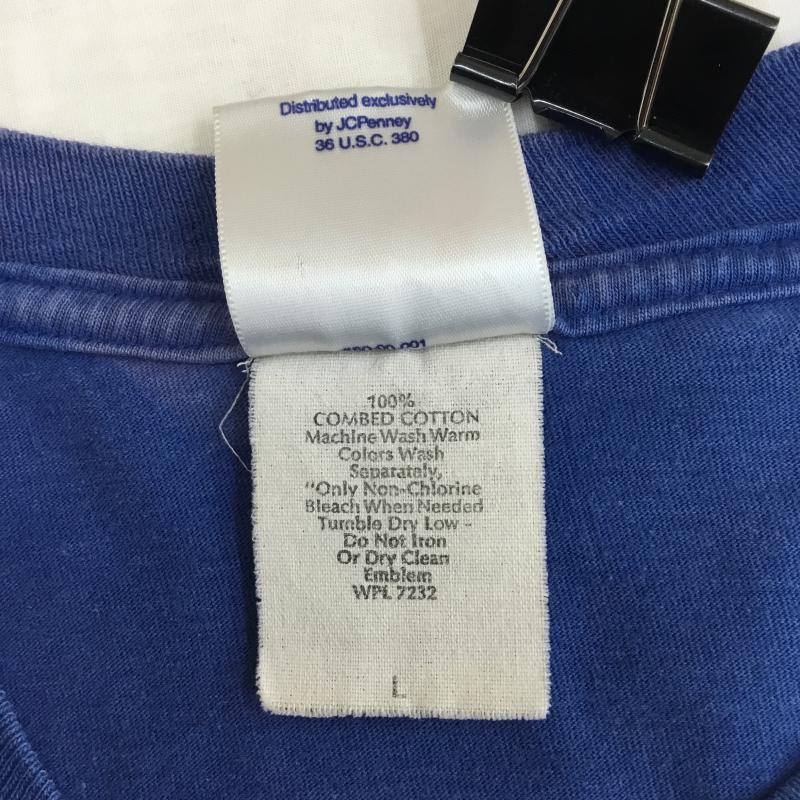 Distributed exclusively
by JCPenney
36 U.S.C. 380
100%
COMBED COTTON
Machine Wash Warm
Colors Wash
Separately,
"Only Non-Chlorine
Bleach When Needed
Tumble Dry Low -
Do Not Iron
Or Dry Clean
Emblem
WPL 7232
L